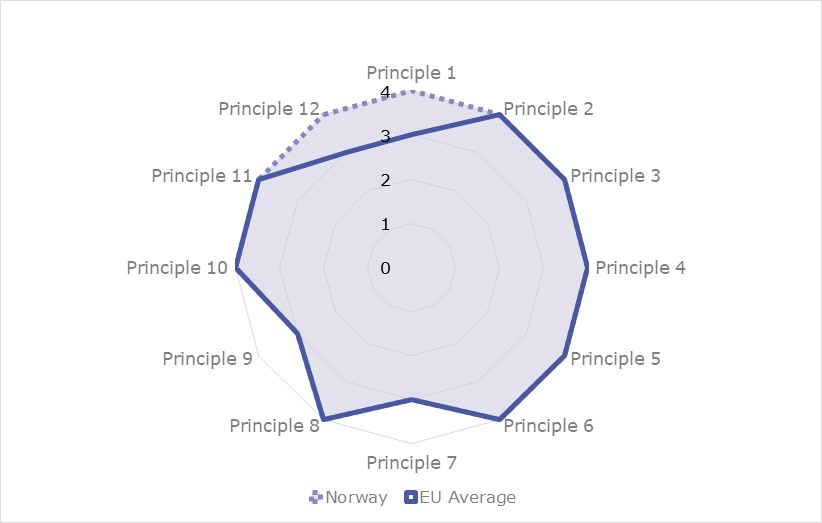 Principle 1
Principle 2
Principle 3
Principle 4
Principle 5
Principle 6
Principle 7
Principle 8
Principle 9
Principle 10
Principle 11
Principle 12
4
3
2
1
0
Norway EU Average